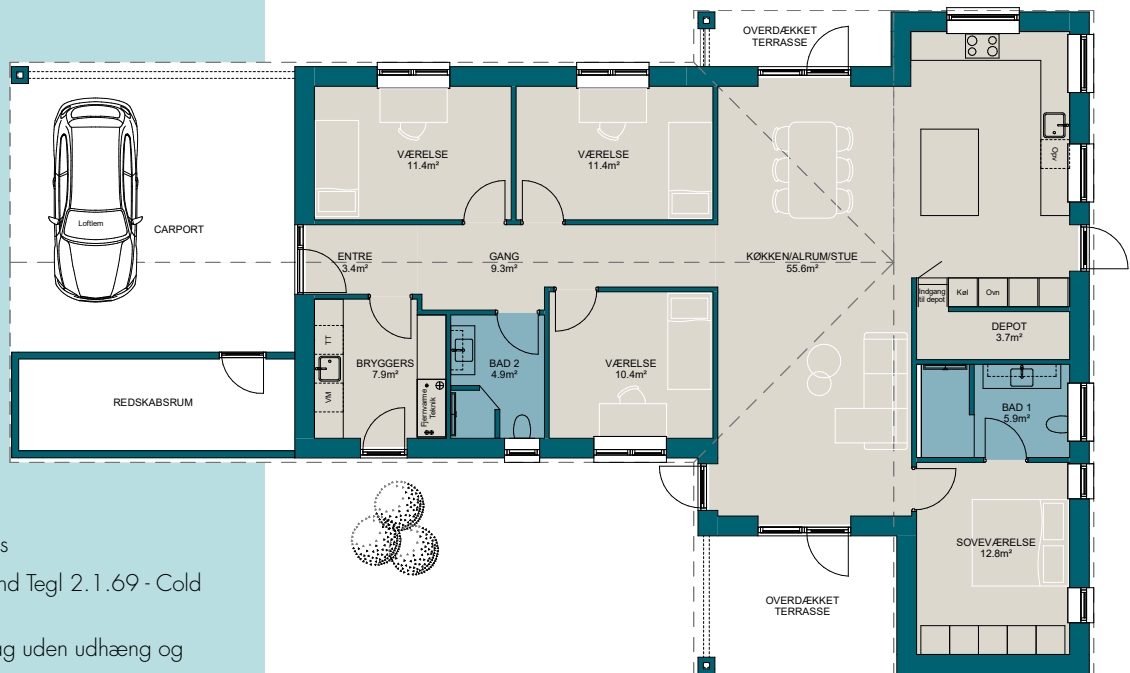 OVERDÆKKET
TERRASSE
VÆRELSE
11.4m²
VÆRELSE
11.4m²
Opv
Loftlem
CARPORT
ENTRE
3.4m²
GANG
9.3m²
KØKKEN/ALRUM/STUE
55.6m²
Indgang
til depot
Køl
Ovn
DEPOT
3.7m²
TT
VM
BRYGGERS
7.9m²
Fjernvarme
Teknik
BAD 2
4.9m²
VÆRELSE
10.4m²
REDSKABSRUM
BAD 1
5.9m²
SOVEVÆRELSE
12.8m²
OVERDÆKKET
TERRASSE
s
nd Tegl 2.1.69 - Cold
ag uden udhæng og